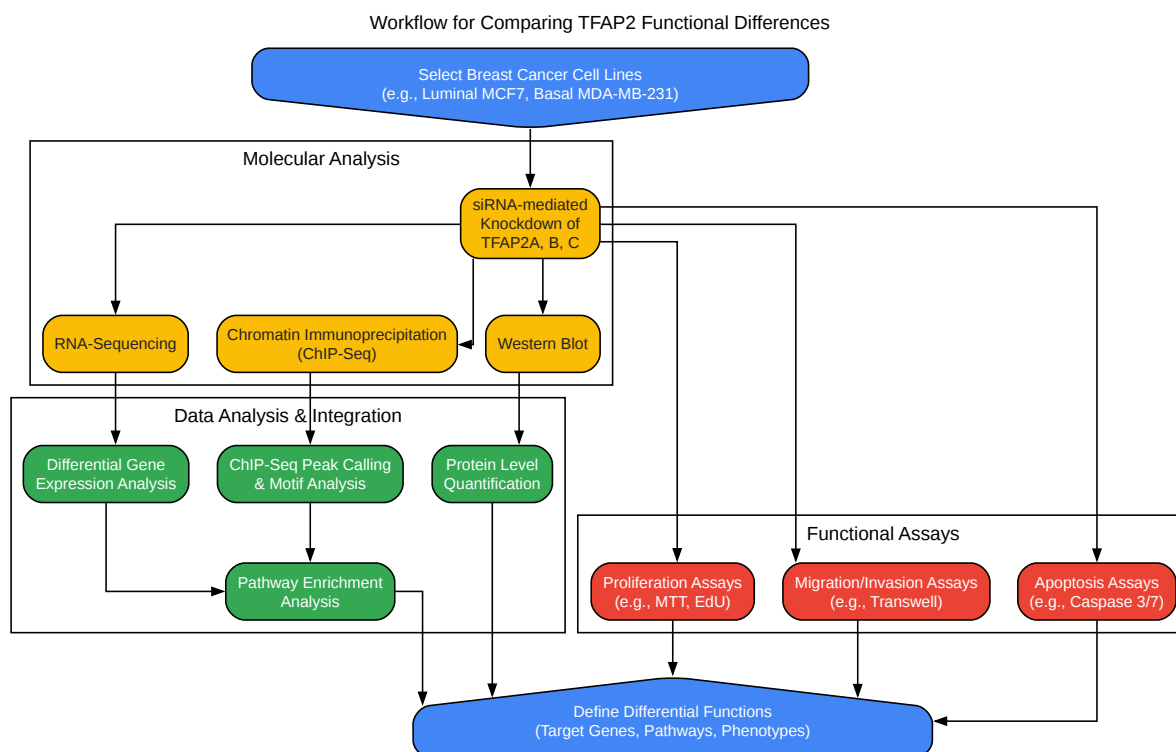 Workflow for Comparing TFAP2 Functional Differences
Select Breast Cancer Cell Lines
(e.g., Luminal MCF7, Basal MDA-MB-231)
Molecular Analysis
siRNA-mediated
Knockdown of
TFAP2A, B, C
RNA-Sequencing
Chromatin Immunoprecipitation
(ChIP-Seq)
Western Blot
Data Analysis & Integration
Differential Gene
Expression Analysis
ChIP-Seq Peak Calling
& Motif Analysis
Protein Level
Quantification
Pathway Enrichment
Analysis
Functional Assays
Proliferation Assays
(e.g., MTT, EdU)
Migration/Invasion Assays
(e.g., Transwell)
Apoptosis Assays
(e.g., Caspase 3/7)
Define Differential Functions
(Target Genes, Pathways, Phenotypes)